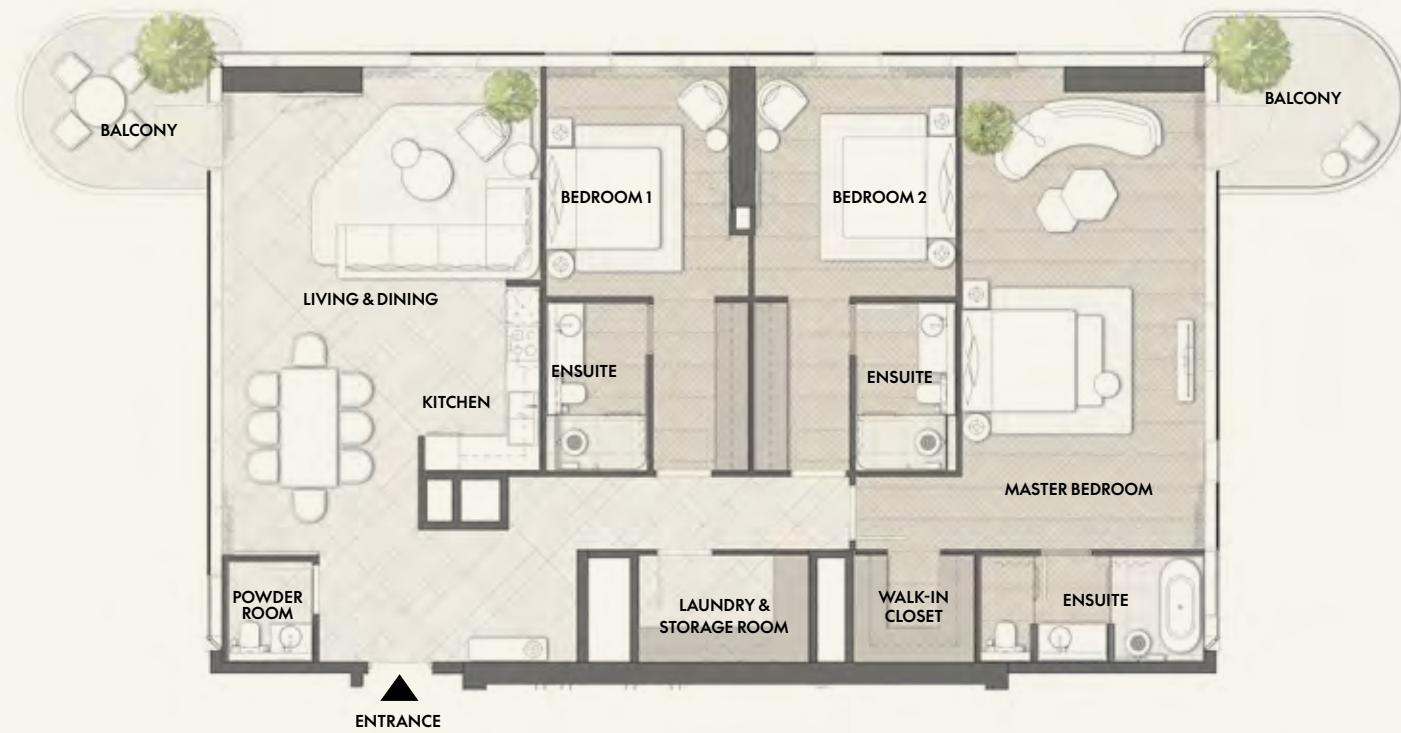 BALCONY
BALCONY
BEDROOM 1
BEDROOM 2
LIVING & DINING
ENSUITE
ENSUITE
KITCHEN
MASTER BEDROOM
POWDER
ROOM
LAUNDRY &
STORAGE ROOM
WALK-IN
CLOSET
ENSUITE
ENTRANCE